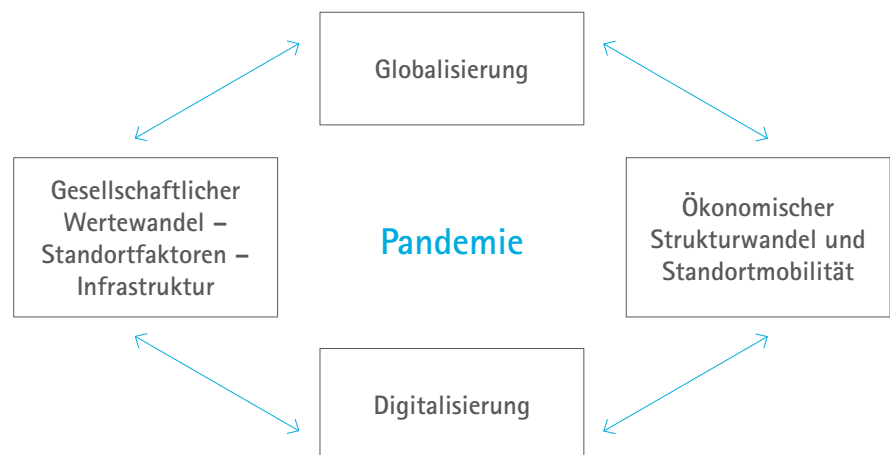 Globalisierung
Gesellschaftlicher
Wertewandel –
Standortfaktoren –
Infrastruktur
Pandemie
Ökonomischer
Strukturwandel und
Standortmobilität
Digitalisierung